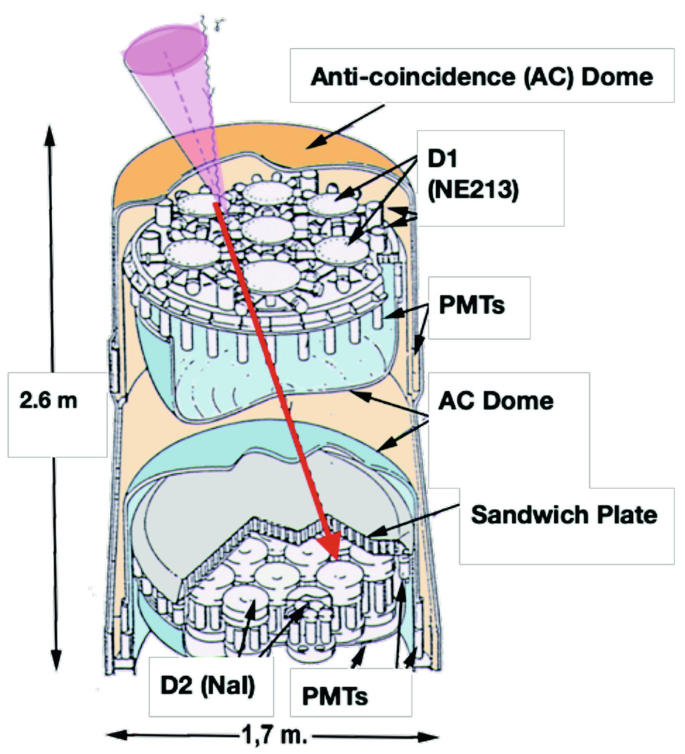 γ
Anti-coincidence (AC) Dome
D1
(NE213)
PMTs
2.6 m
AC Dome
Sandwich Plate
D2 (NaI)
PMTs
1,7 m.